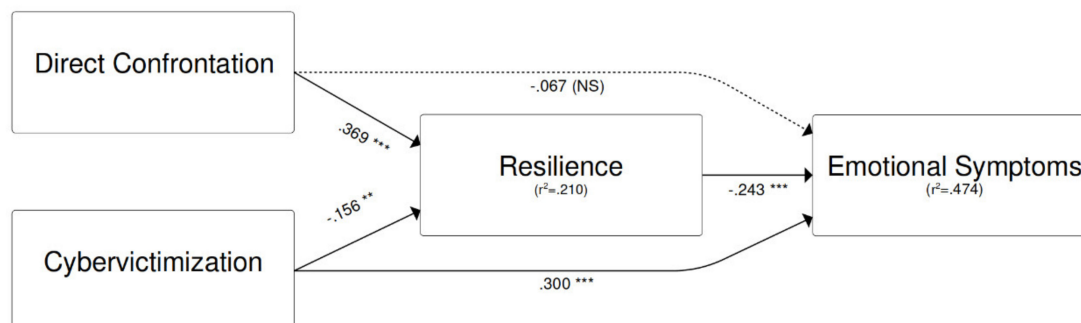 Direct Confrontation
-.067 (NS)
.369 ***
Resilience
(r²=.210)
-.243 ***
Emotional Symptoms
(r²=.474)
-.156 **
Cybervictimization
.300 ***